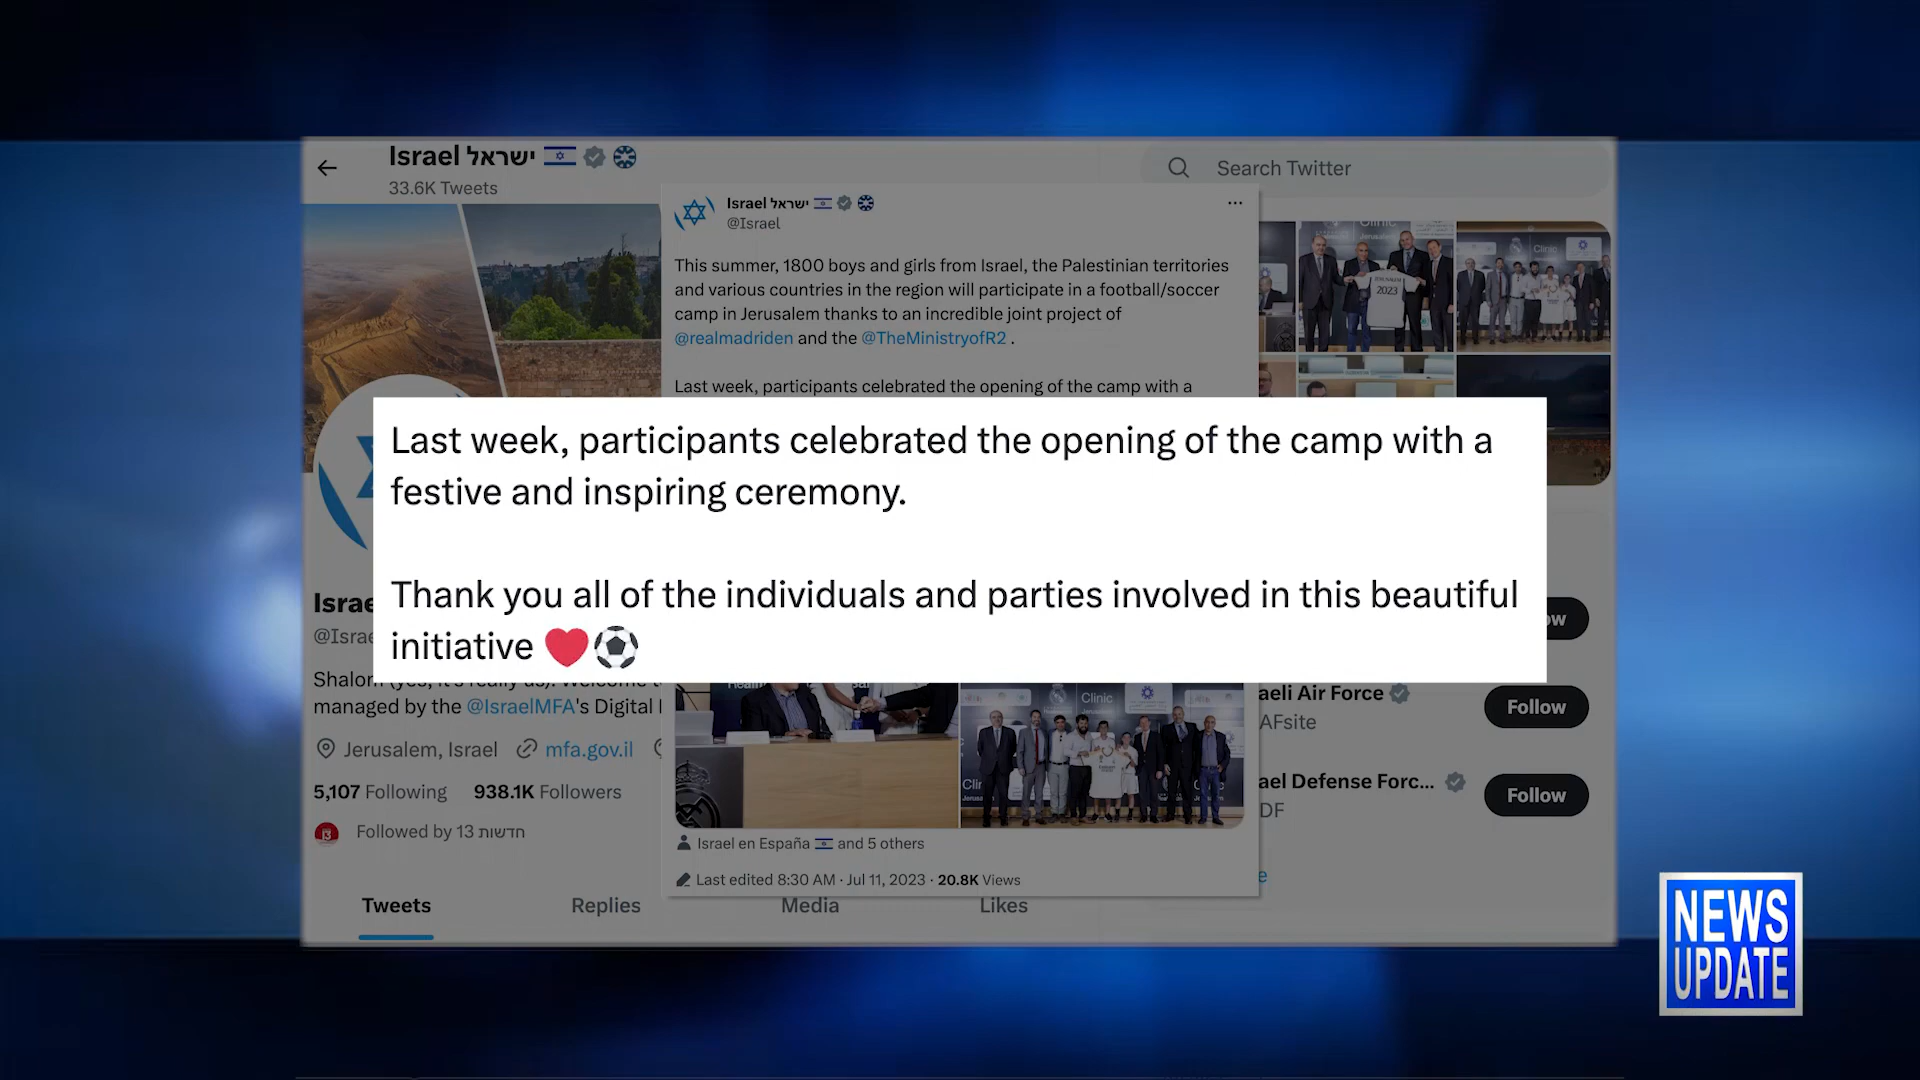 Israel ישראל
33.6K Tweets
Search Twitter
Israel ישראל
@Israel
This summer, 1800 boys and girls from Israel, the Palestinian territories
and various countries in the region will participate in a football/soccer
camp in Jerusalem thanks to an incredible joint project of
@realmadriden and the @TheMinistryofR2 .
Last week, participants celebrated the opening of the camp with a
Last week, participants celebrated the opening of the camp with a
festive and inspiring ceremony.
Thank you all of the individuals and parties involved in this beautiful
initiative ❤️⚽
managed by the @IsraelMFA's Digital
Jerusalem, Israel mfa.gov.il
5,107 Following 938.1K Followers
Followed by חדשות 13
Clinic
Clinic
2023
Clinic
Israel en España and 5 others
Last edited 8:30 AM · Jul 11, 2023 · 20.8K Views
Tweets Replies Media Likes
aeli Air Force
AFsite
Follow
ael Defense Forc...
DF
Follow
NEWS
UPDATE